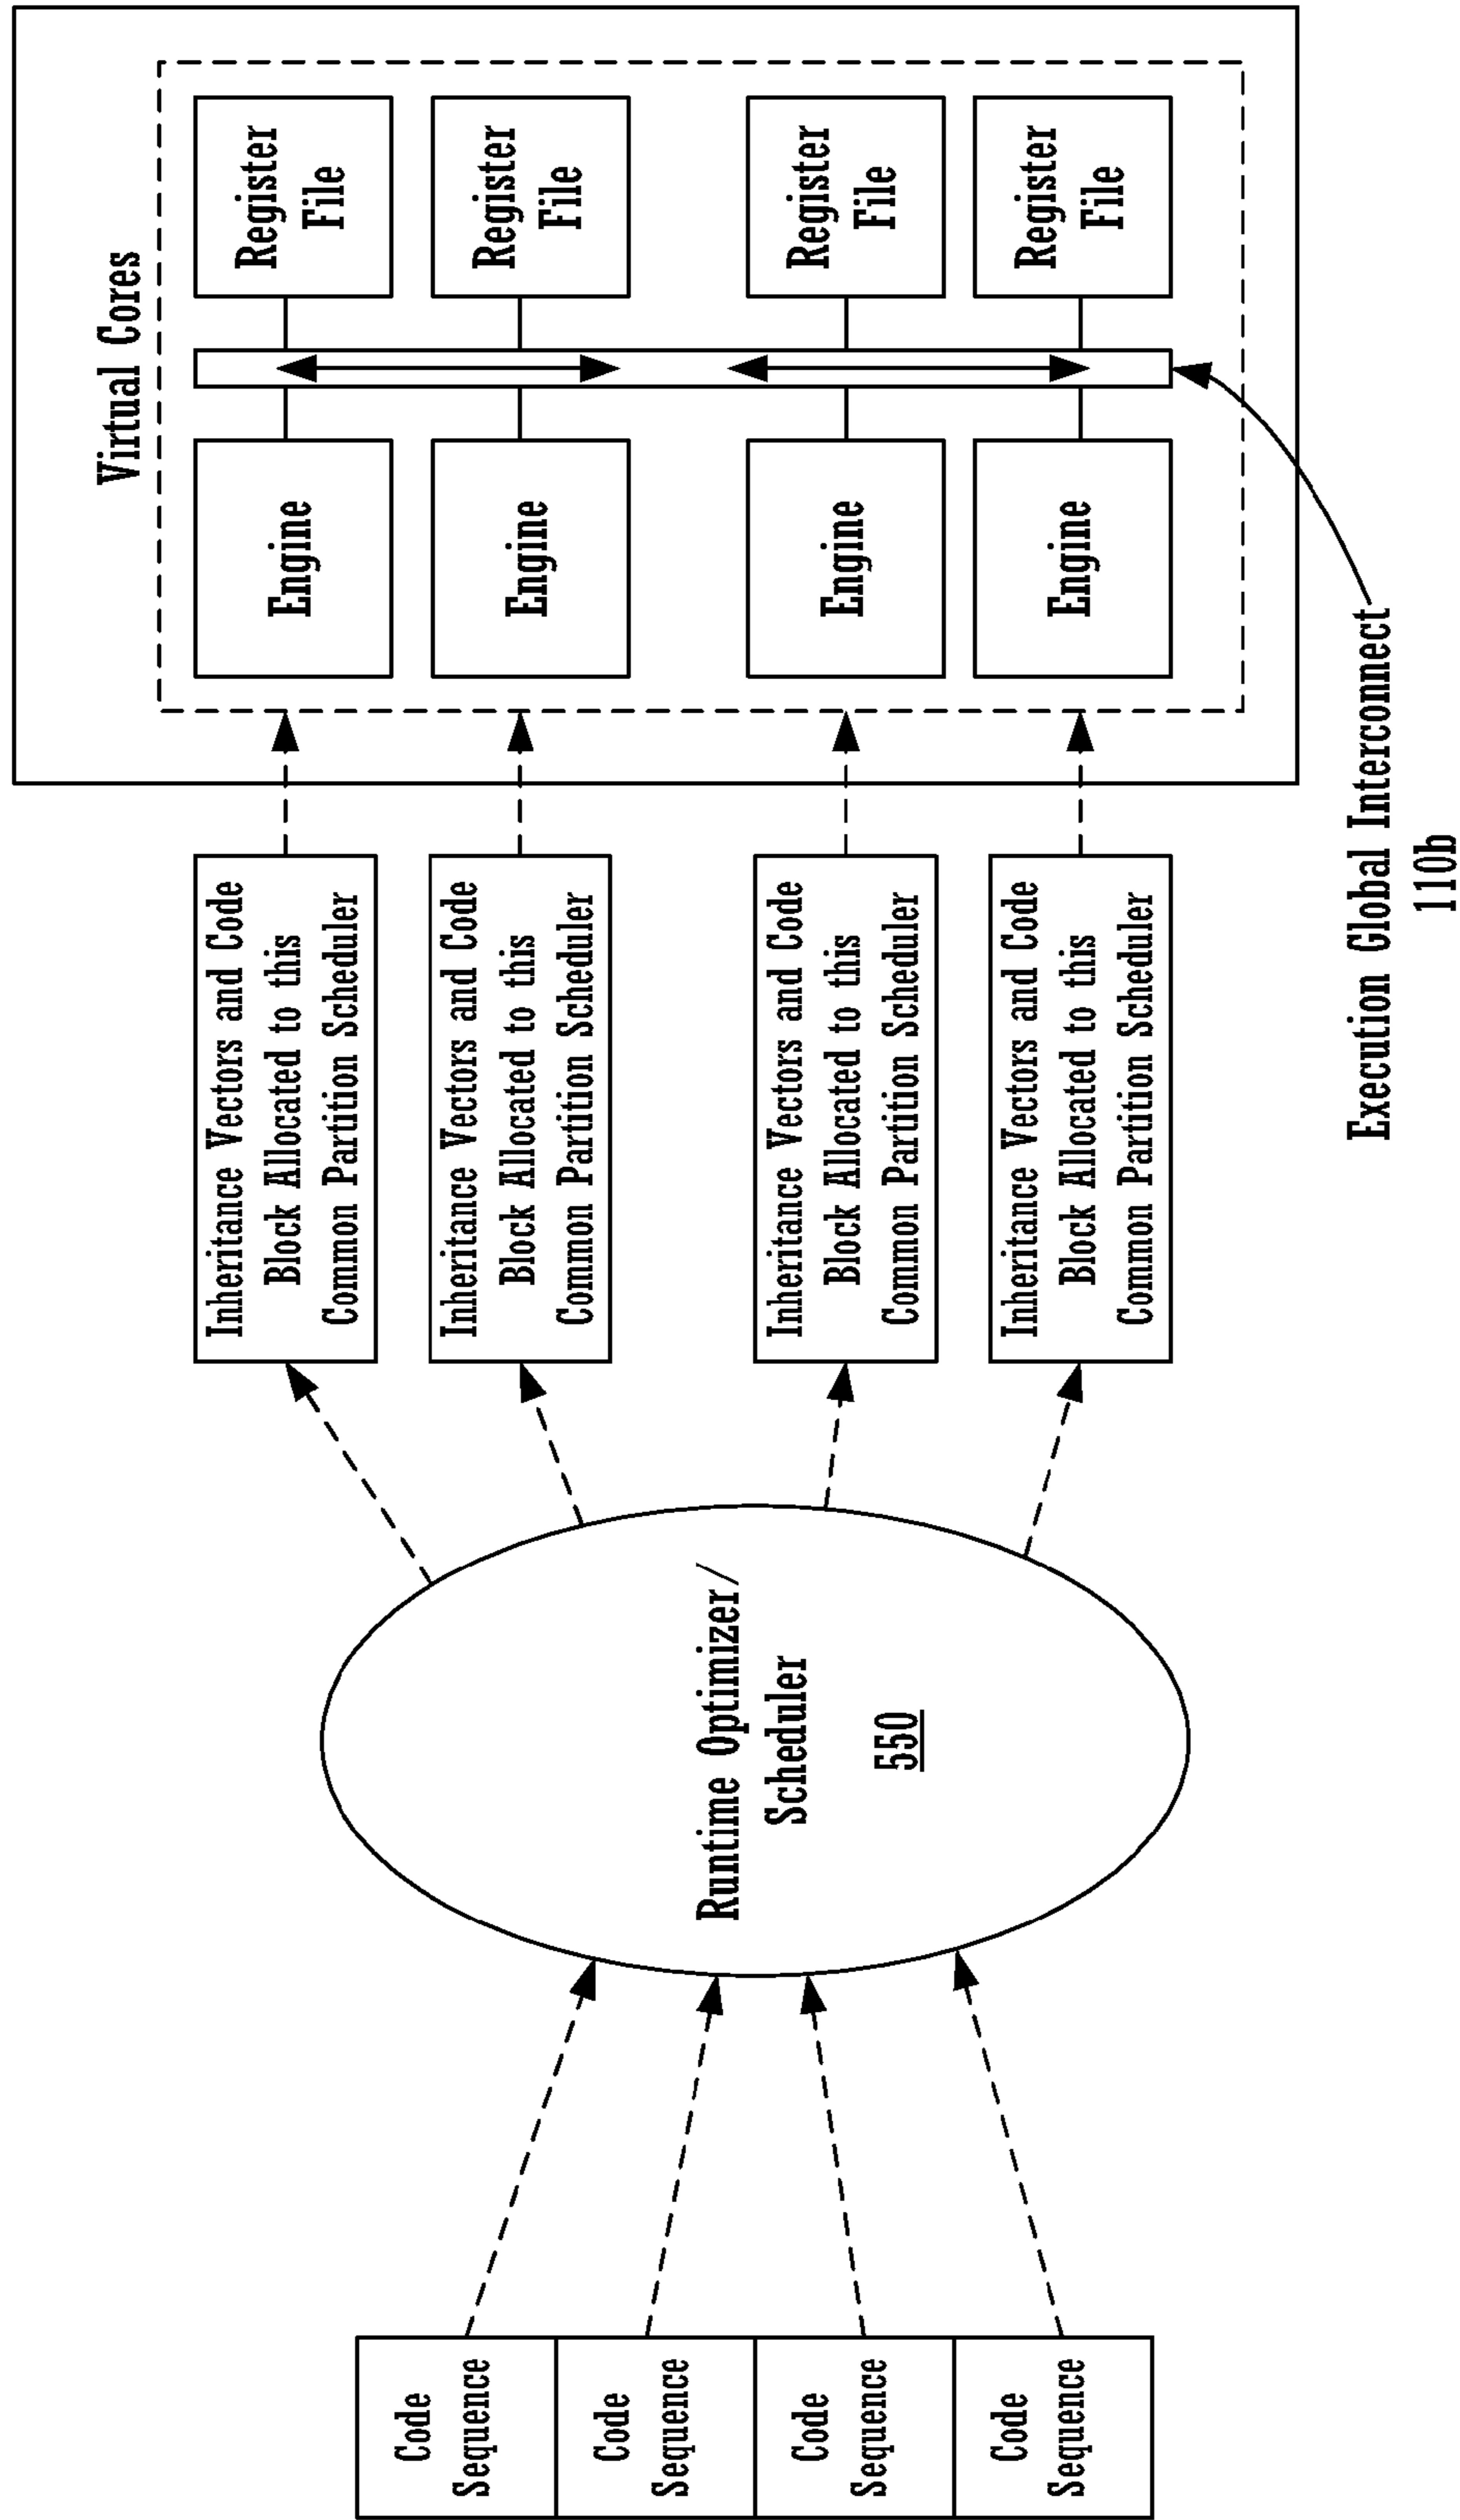 Code
Sequence
Code
Sequence
Code
Sequence
Code
Sequence
Runtime Optimizer/
Scheduler
550
Inheritance Vectors and Code
Block Allocated to this
Common Partition Scheduler
Inheritance Vectors and Code
Block Allocated to this
Common Partition Scheduler
Inheritance Vectors and Code
Block Allocated to this
Common Partition Scheduler
Inheritance Vectors and Code
Block Allocated to this
Common Partition Scheduler
Virtual Cores
Engine
Register
File
Engine
Register
File
Engine
Register
File
Engine
Register
File
Execution Global Interconnect
110b